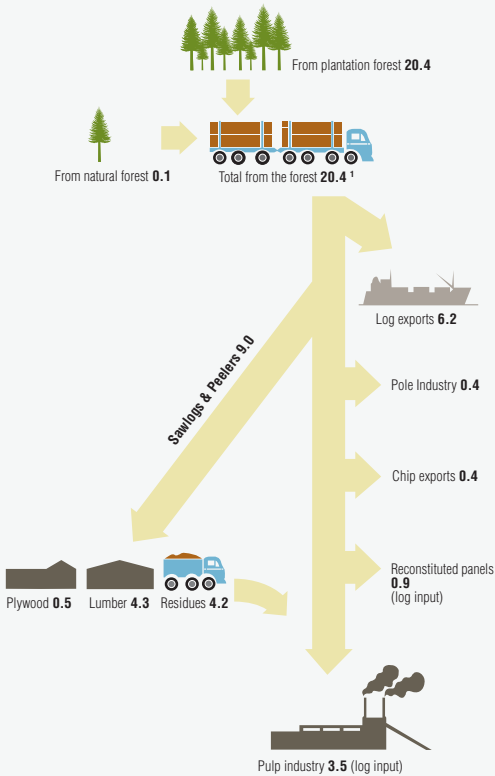 From plantation forest 20.4
From natural forest 0.1
Total from the forest 20.4 ¹
Log exports 6.2
Sawlogs & Peelers 9.0
Pole Industry 0.4
Chip exports 0.4
Reconstituted panels
0.9
(log input)
Plywood 0.5
Lumber 4.3
Residues 4.2
Pulp industry 3.5 (log input)